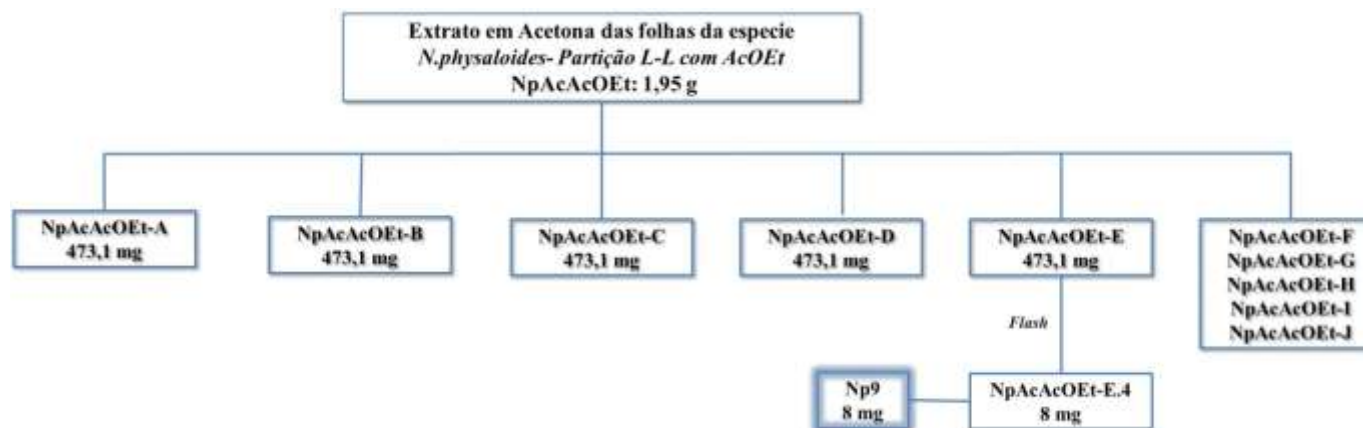 Extrato em Acetona das folhas da especie
N.physaloides- Partição L-L com AcOEt
NpAcAcOEt: 1,95 g
NpAcAcOEt-A
473,1 mg
NpAcAcOEt-B
473,1 mg
NpAcAcOEt-C
473,1 mg
NpAcAcOEt-D
473,1 mg
NpAcAcOEt-E
473,1 mg
NpAcAcOEt-F
NpAcAcOEt-G
NpAcAcOEt-H
NpAcAcOEt-I
NpAcAcOEt-J
Flash
Np9
8 mg
NpAcAcOEt-E.4
8 mg